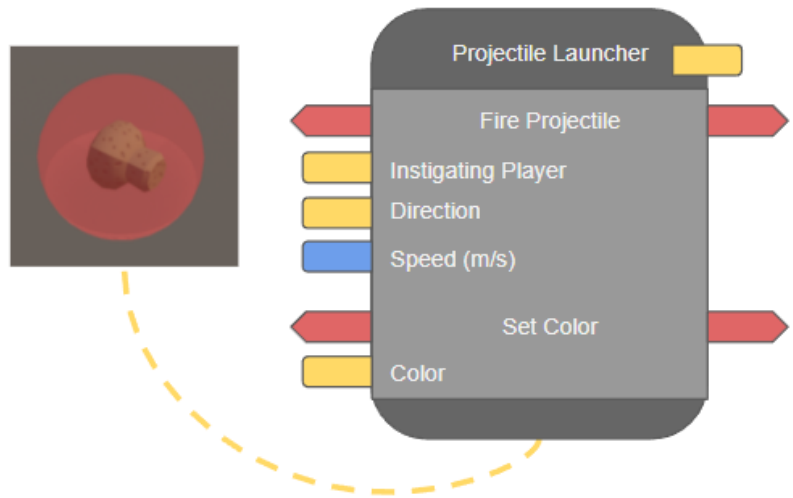 Projectile Launcher
Fire Projectile
Instigating Player
Direction
Speed (m/s)
Set Color
Color